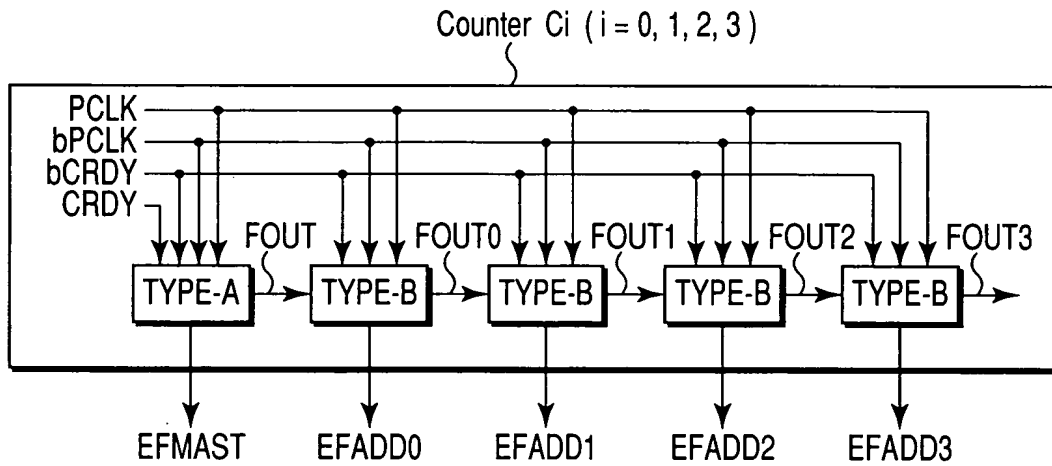 Counter Ci ( i = 0, 1, 2, 3 )
PCLK
bPCLK
bCRDY
CRDY
FOUT FOUT0 FOUT1 FOUT2 FOUT3
TYPE-A TYPE-B TYPE-B TYPE-B TYPE-B
EFMAST EFADD0 EFADD1 EFADD2 EFADD3